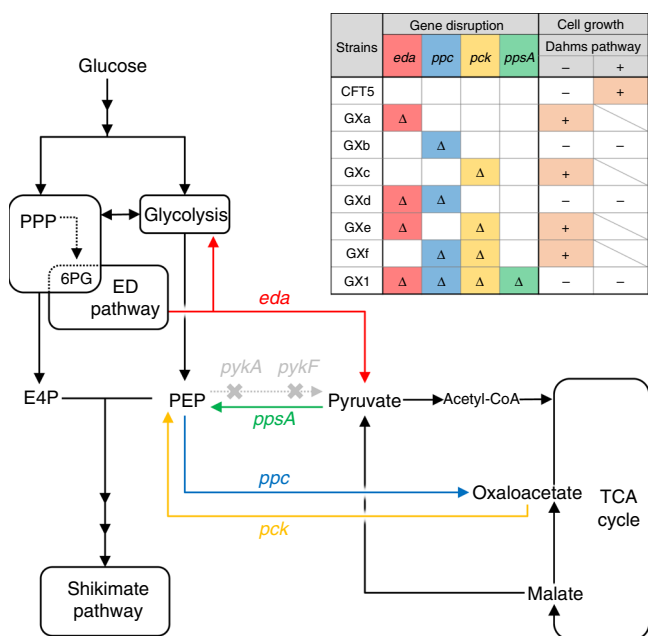 Glucose
PPP
Glycolysis
6PG
ED
pathway
eda
pykA pykF
E4P
PEP
Pyruvate
Acetyl-CoA
ppsA
ppc
Oxaloacetate
TCA
cycle
pck
Shikimate
pathway
Malate
Strains Gene disruption Cell growth
eda ppc pck ppsA Dahms pathway
– +
CFT5 – +
GXa Δ +
GXb Δ – –
GXc Δ +
GXd Δ Δ – –
GXe Δ Δ +
GXf Δ Δ +
GX1 Δ Δ Δ Δ – –